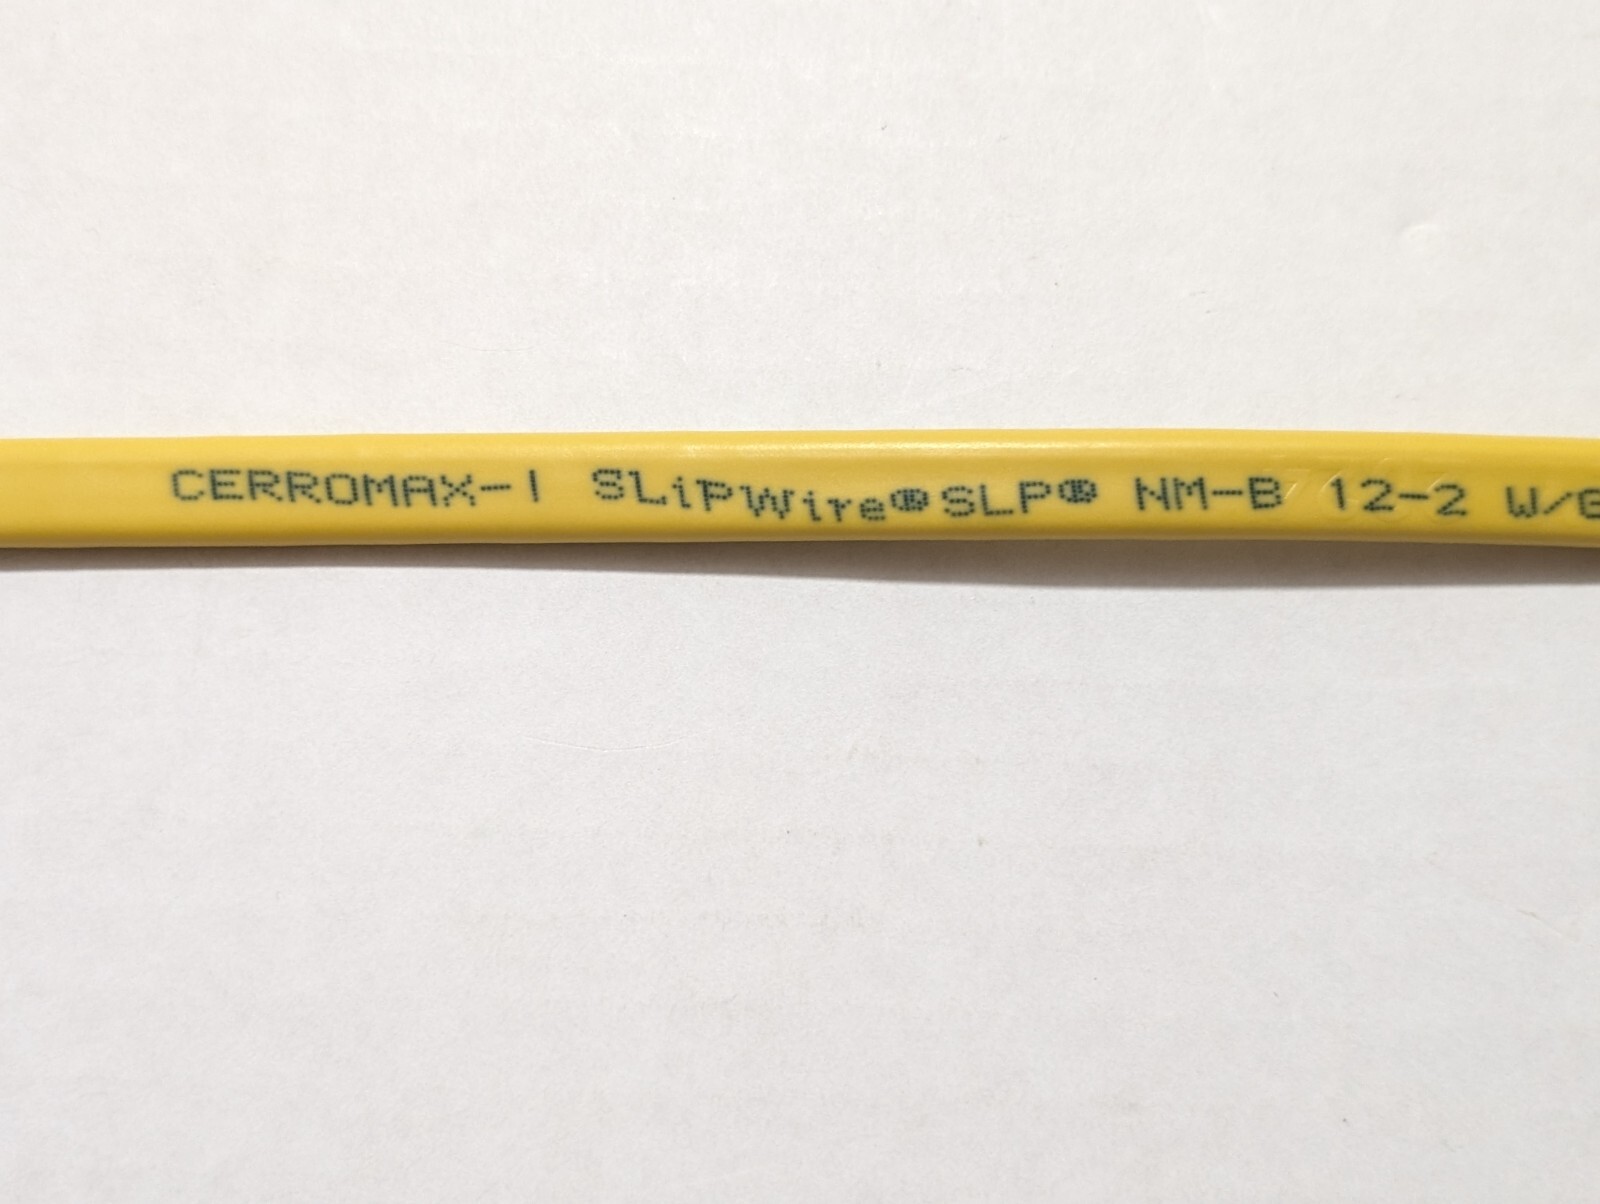 CERROMAX-I SLiPWire®SLP® NM-B 12-2 W/G